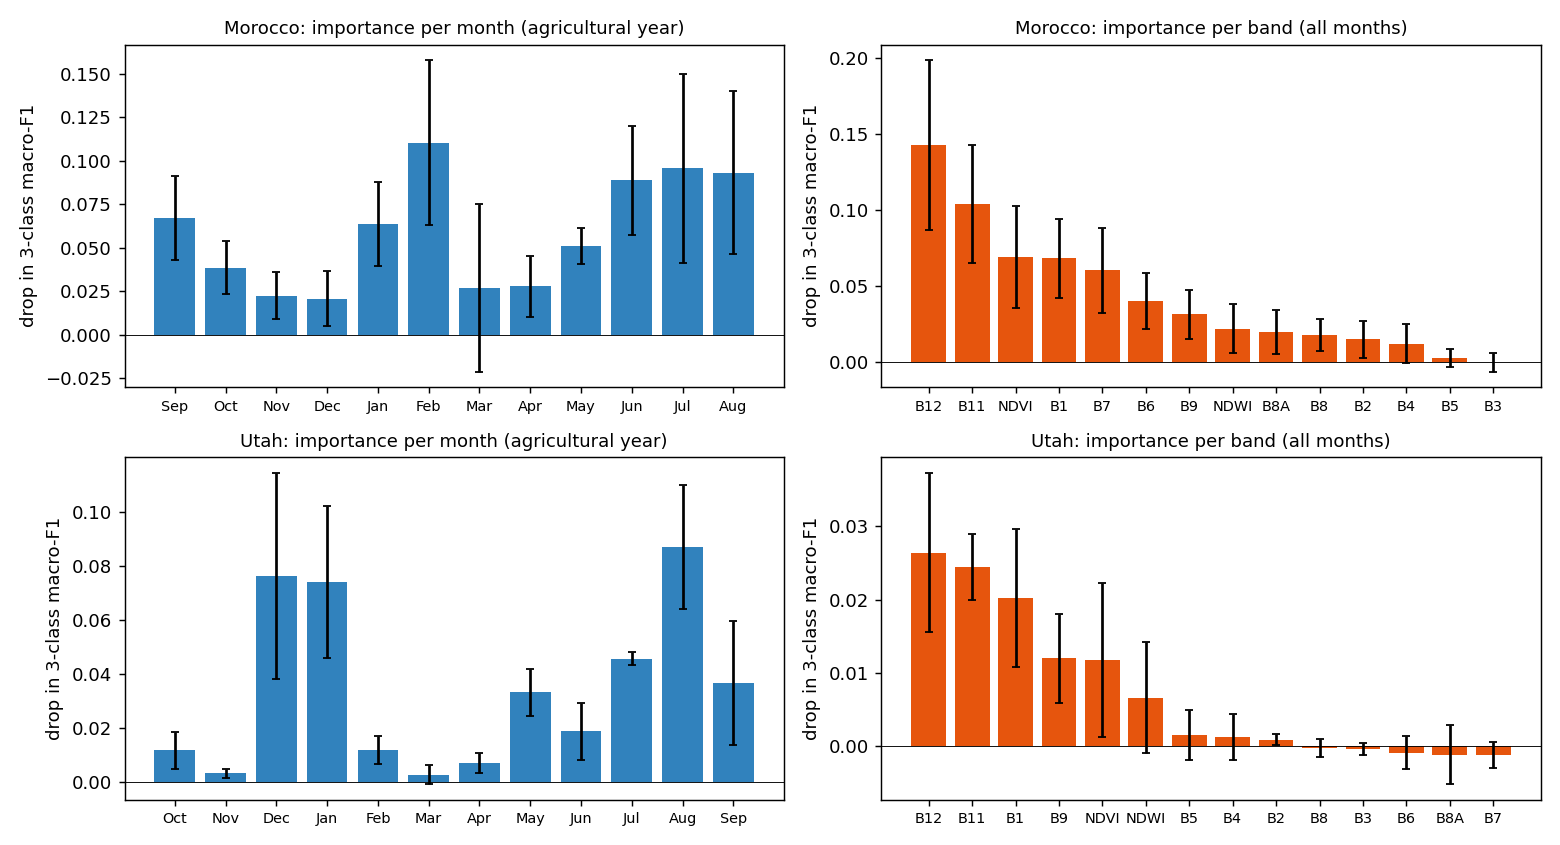 Morocco: importance per month (agricultural year)
drop in 3-class macro-F1
0.150
0.125
0.100
0.075
0.050
0.025
0.000
−0.025
Sep Oct Nov Dec Jan Feb Mar Apr May Jun Jul Aug
Morocco: importance per band (all months)
drop in 3-class macro-F1
0.20
0.15
0.10
0.05
0.00
B12 B11 NDVI B1 B7 B6 B9 NDWI B8A B8 B2 B4 B5 B3
Utah: importance per month (agricultural year)
drop in 3-class macro-F1
0.10
0.08
0.06
0.04
0.02
0.00
Oct Nov Dec Jan Feb Mar Apr May Jun Jul Aug Sep
Utah: importance per band (all months)
drop in 3-class macro-F1
0.03
0.02
0.01
0.00
B12 B11 B1 B9 NDVI NDWI B5 B4 B2 B8 B3 B6 B8A B7